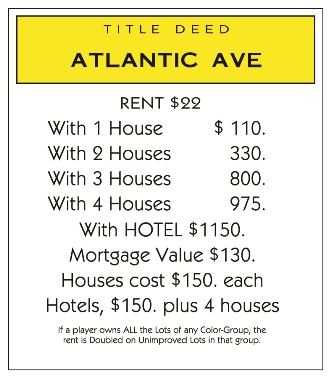 TITLE DEED
ATLANTIC AVE
RENT $22
With 1 House $ 110.
With 2 Houses 330.
With 3 Houses 800.
With 4 Houses 975.
With HOTEL $1150.
Mortgage Value $130.
Houses cost $150. each
Hotels, $150. plus 4 houses
If a player owns ALL the Lots of any Color-Group, the
rent is Doubled on Unimproved Lots in that group.